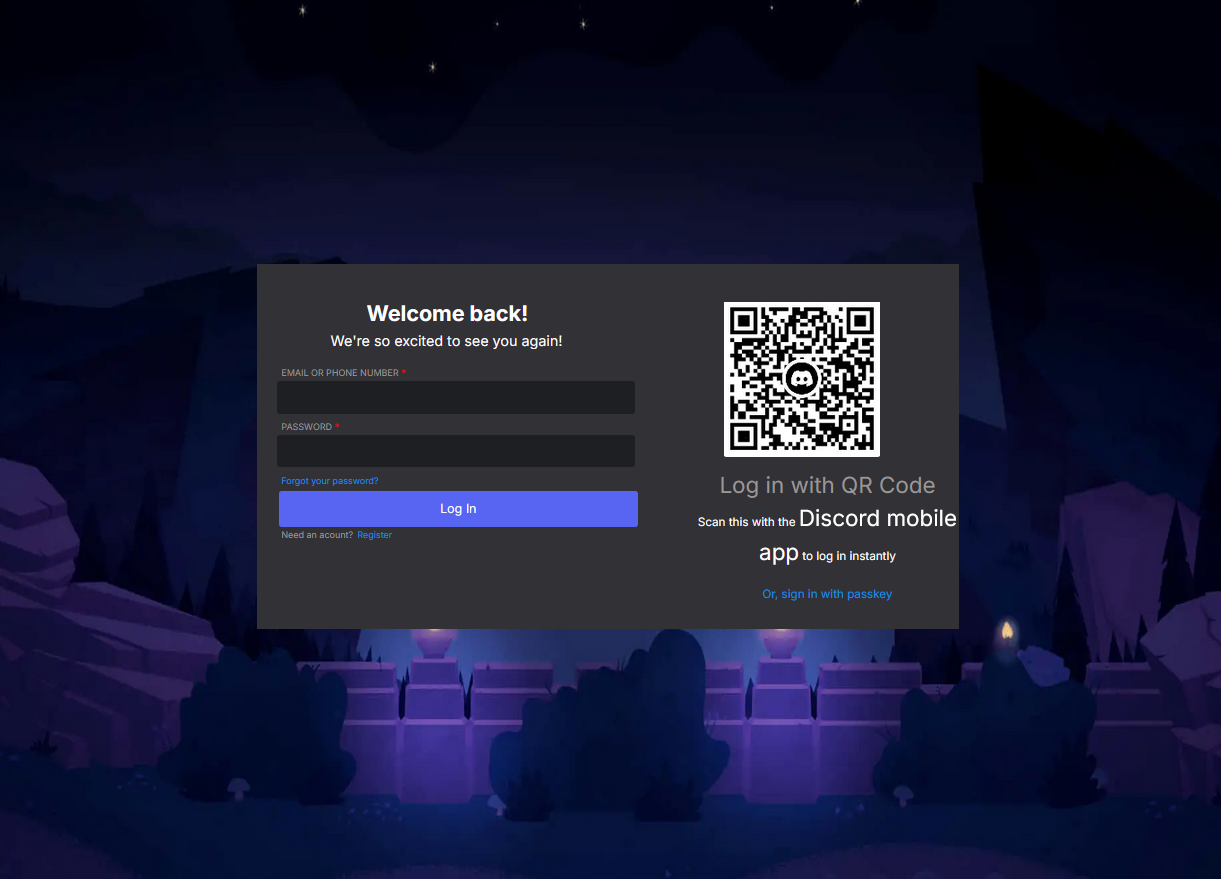 Welcome back!
We're so excited to see you again!
EMAIL OR PHONE NUMBER *
PASSWORD *
Forgot your password?
Log In
Need an acount? Register
Log in with QR Code
Scan this with the Discord mobile
app to log in instantly
Or, sign in with passkey